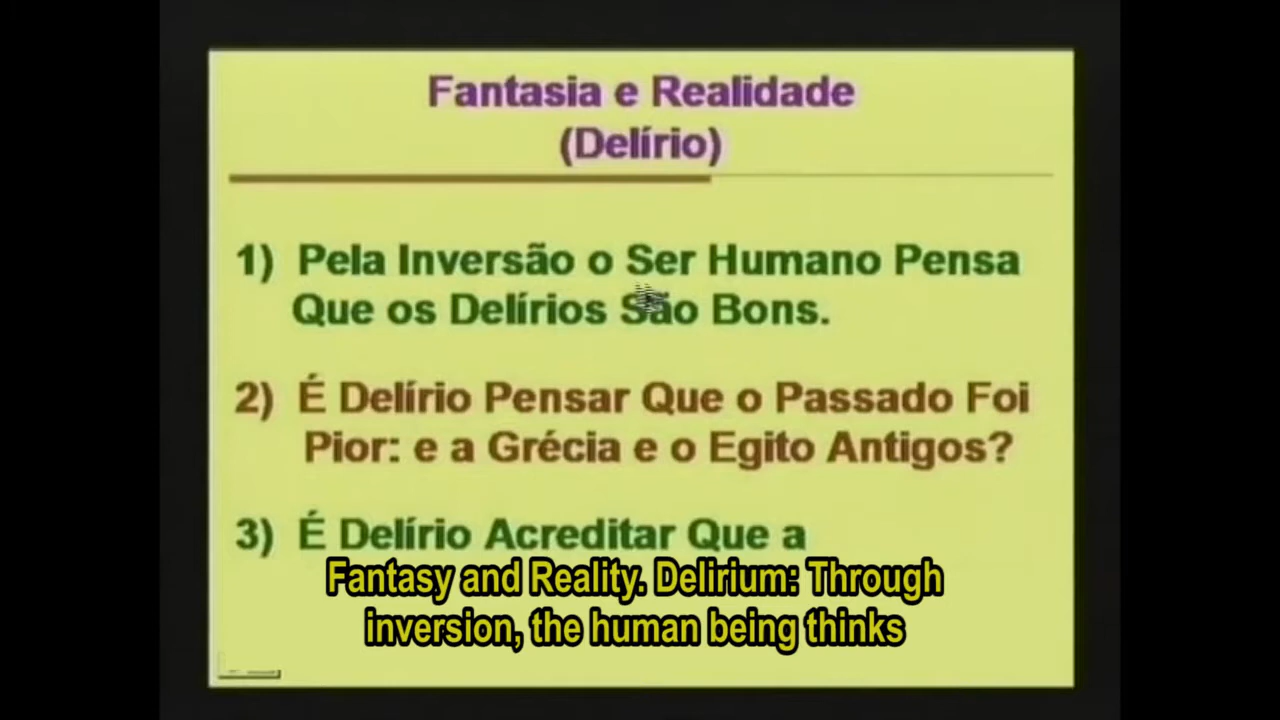 Fantasia e Realidade
(Delírio)
1) Pela Inversão o Ser Humano Pensa
Que os Delírios São Bons.
2) É Delírio Pensar Que o Passado Foi
Pior: e a Grécia e o Egito Antigos?
3) É Delírio Acreditar Que a
Fantasy and Reality. Delirium: Through
inversion, the human being thinks